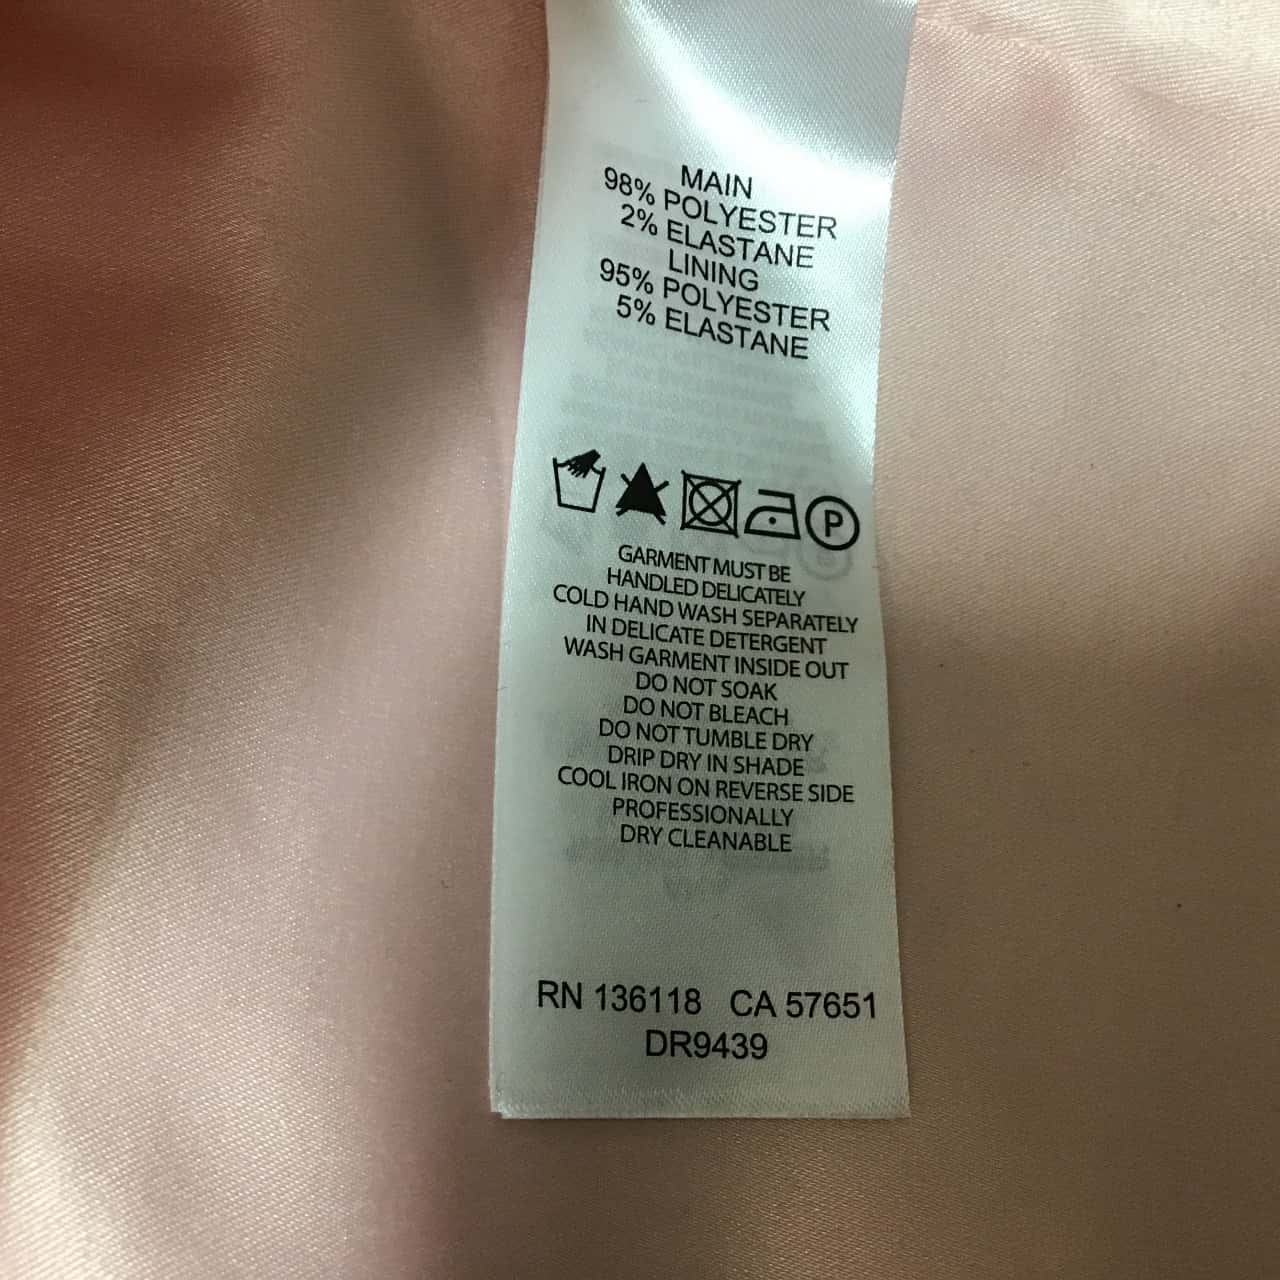 MAIN
98% POLYESTER
2% ELASTANE
LINING
95% POLYESTER
5% ELASTANE
P
GARMENT MUST BE
HANDLED DELICATELY
COLD HAND WASH SEPARATELY
IN DELICATE DETERGENT
WASH GARMENT INSIDE OUT
DO NOT SOAK
DO NOT BLEACH
DO NOT TUMBLE DRY
DRIP DRY IN SHADE
COOL IRON ON REVERSE SIDE
PROFESSIONALLY
DRY CLEANABLE
RN 136118 CA 57651
DR9439